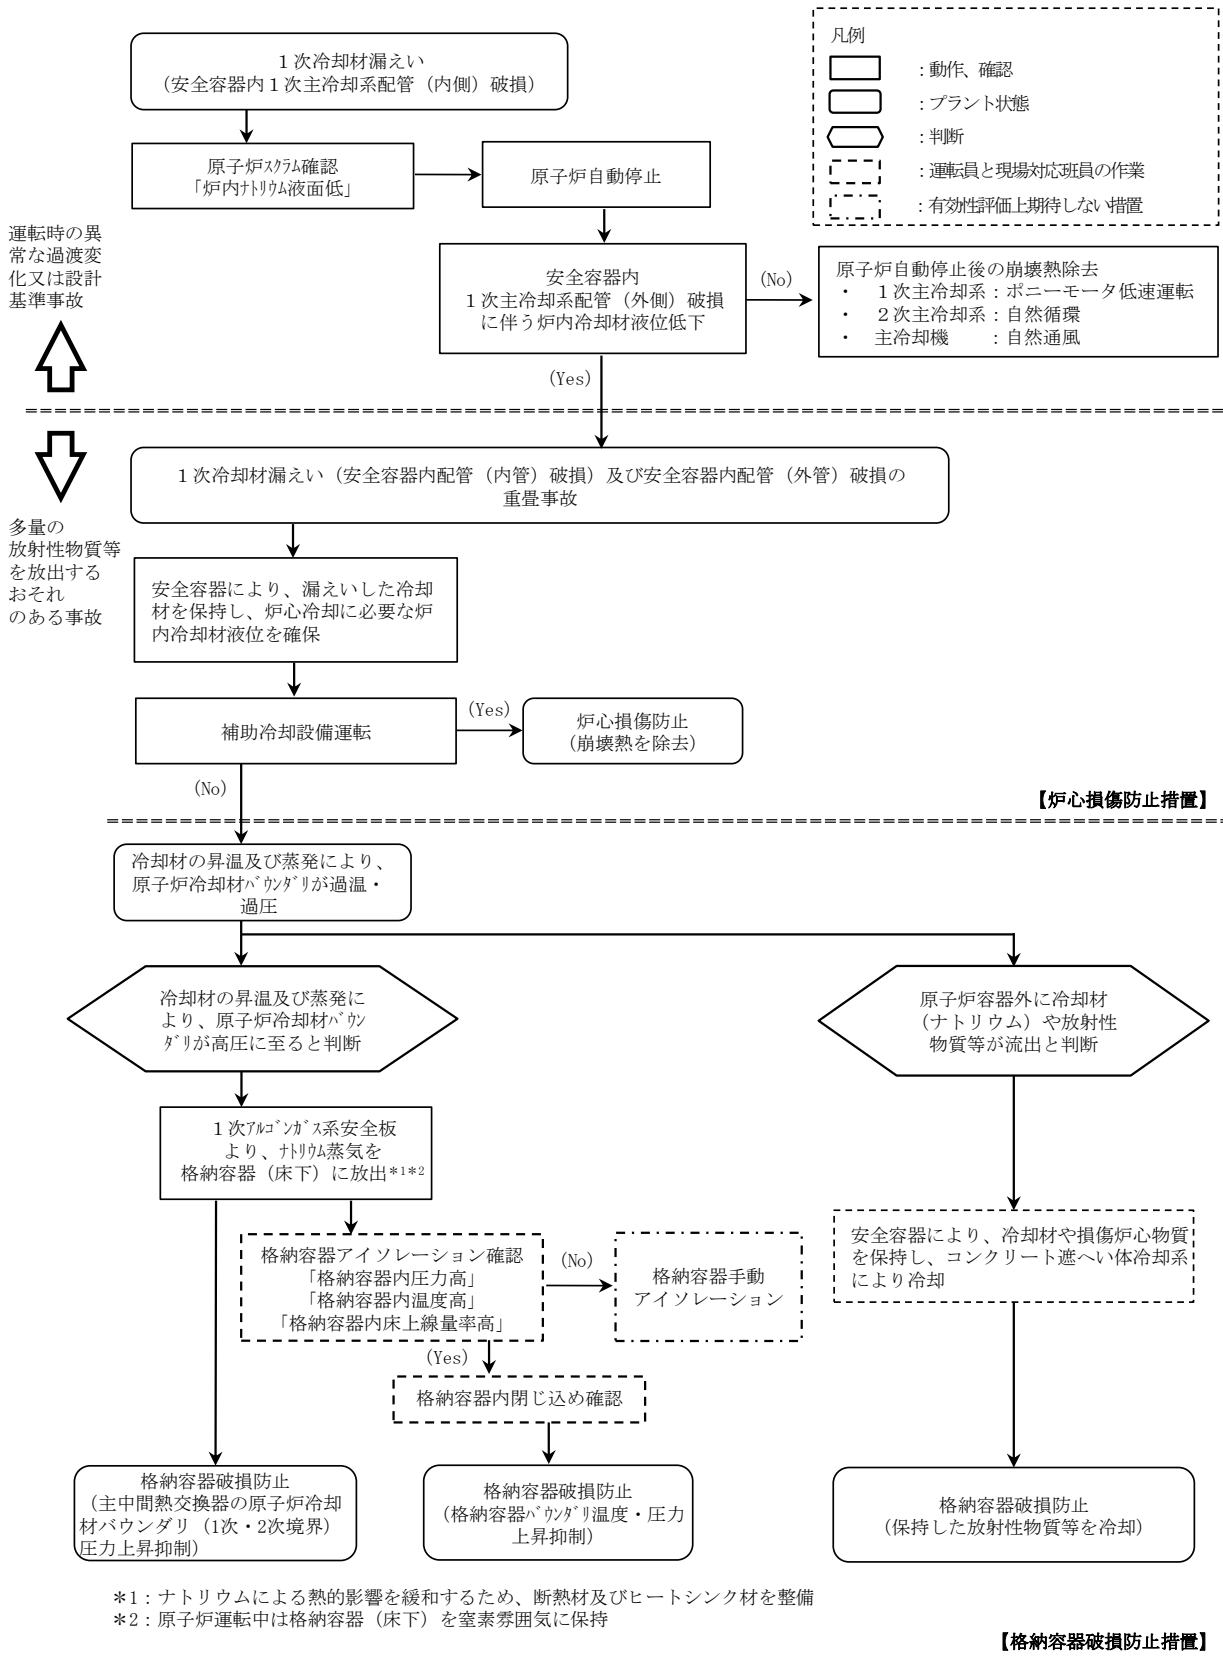 凡例
：動作、確認
：プラント状態
：判断
：運転員と現場対応班員の作業
：有効性評価上期待しない措置
１次冷却材漏えい
（安全容器内１次主冷却系配管（内側）破損）
原子炉ｽｸﾗﾑ確認
「炉内ﾅﾄﾘｳﾑ液面低」
原子炉自動停止
運転時の異
常な過渡変
化又は設計
基準事故
安全容器内
１次主冷却系配管（外側）破損
に伴う炉内冷却材液位低下
(No)
原子炉自動停止後の崩壊熱除去
・　１次主冷却系：ポニーモータ低速運転
・　２次主冷却系：自然循環
・　主冷却機　　：自然通風
(Yes)
１次冷却材漏えい（安全容器内配管（内管）破損）及び安全容器内配管（外管）破損の
重畳事故
多量の
放射性物質等
を放出する
おそれ
のある事故
安全容器により、漏えいした冷却
材を保持し、炉心冷却に必要な炉
内冷却材液位を確保
補助冷却設備運転
(Yes)
炉心損傷防止
（崩壊熱を除去）
(No)
【炉心損傷防止措置】
冷却材の昇温及び蒸発により、
原子炉冷却材ﾊﾞｳﾝﾀﾞﾘが過温・
過圧
冷却材の昇温及び蒸発に
より、原子炉冷却材ﾊﾞｳﾝ
ﾀﾞﾘが高圧に至ると判断
原子炉容器外に冷却材
（ナトリウム）や放射性
物質等が流出と判断
１次ｱﾙｺﾞﾝｶﾞｽ系安全板
より、ﾅﾄﾘｳﾑ蒸気を
格納容器（床下）に放出*1*2
格納容器アイソレーション確認
「格納容器内圧力高」
「格納容器内温度高」
「格納容器内床上線量率高」
(No)
格納容器手動
アイソレーション
安全容器により、冷却材や損傷炉心物質
を保持し、コンクリート遮へい体冷却系
により冷却
(Yes)
格納容器内閉じ込め確認
格納容器破損防止
（主中間熱交換器の原子炉冷却
材バウンダリ（1次・2次境界）
圧力上昇抑制）
格納容器破損防止
（格納容器ﾊﾞｳﾝﾀﾞﾘ温度・圧力
上昇抑制）
格納容器破損防止
（保持した放射性物質等を冷却）
＊1：ナトリウムによる熱的影響を緩和するため、断熱材及びヒートシンク材を整備
＊2：原子炉運転中は格納容器（床下）を窒素雰囲気に保持
【格納容器破損防止措置】